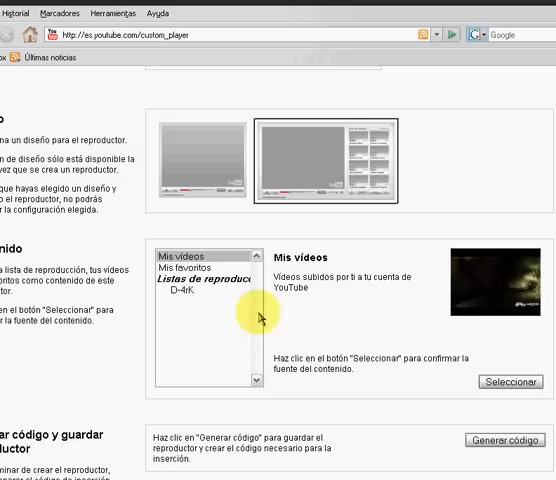 Historial Marcadores Herramientas Ayuda
http://es.youtube.com/custom_player
Google
Últimas noticias
na un diseño para el reproductor.
n de diseño sólo está disponible la
vez que se crea un reproductor.
que hayas elegido un diseño y
o el reproductor, no podrás
r la configuración elegida.
nido
a lista de reproducción, tus vídeos
oritos como contenido de este
tor.
en el botón "Seleccionar" para
r la fuente del contenido.
Mis vídeos
Mis favoritos
Listas de reproducc
D-4rK
Mis vídeos
Vídeos subidos por ti a tu cuenta de
YouTube
Haz clic en el botón "Seleccionar" para confirmar la
fuente del contenido.
Seleccionar
ar código y guardar
ductor
minar de crear el reproductor,
Haz clic en "Generar código" para guardar el
reproductor y crear el código necesario para la
inserción.
Generar código